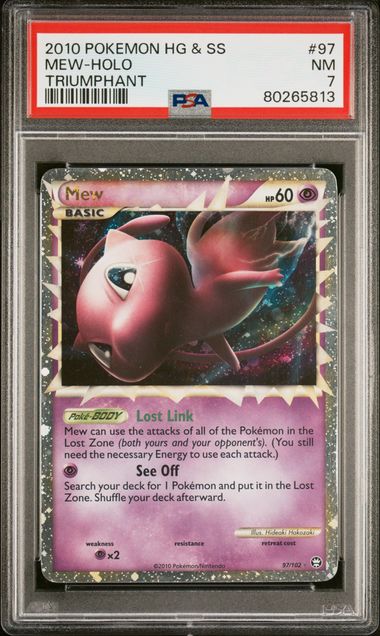 2010 POKEMON HG & SS #97
MEW-HOLO NM
TRIUMPHANT 7
PSA 80265813
Mew HP60
BASIC
Poké-BODY Lost Link
Mew can use the attacks of all of the Pokémon in
the Lost Zone (both yours and your opponent's). (You still
need the necessary Energy to use each attack.)
See Off
Search your deck for 1 Pokémon and put it in the Lost
Zone. Shuffle your deck afterward.
Illus. Hideaki Hakozaki
weakness resistance retreat cost
×2
©2010 Pokémon/Nintendo 97/102